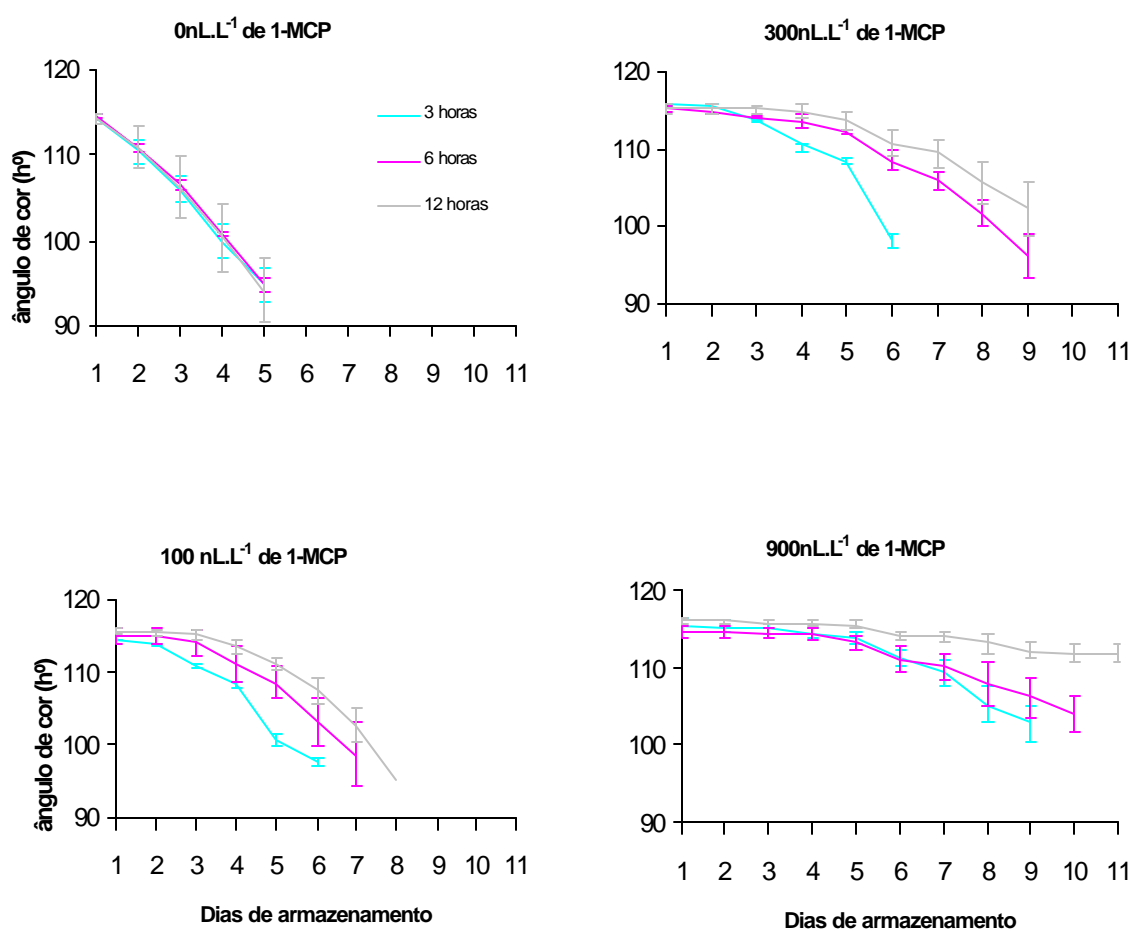 0nL.L⁻¹ de 1-MCP
120
110
100
90
ângulo de cor (hº)
3 horas
6 horas
12 horas
1 2 3 4 5 6 7 8 9 10 11
300nL.L⁻¹ de 1-MCP
120
110
100
90
1 2 3 4 5 6 7 8 9 10 11
100 nL.L⁻¹ de 1-MCP
120
110
100
90
ângulo de cor (hº)
1 2 3 4 5 6 7 8 9 10 11
Dias de armazenamento
900nL.L⁻¹ de 1-MCP
120
110
100
90
1 2 3 4 5 6 7 8 9 10 11
Dias de armazenamento